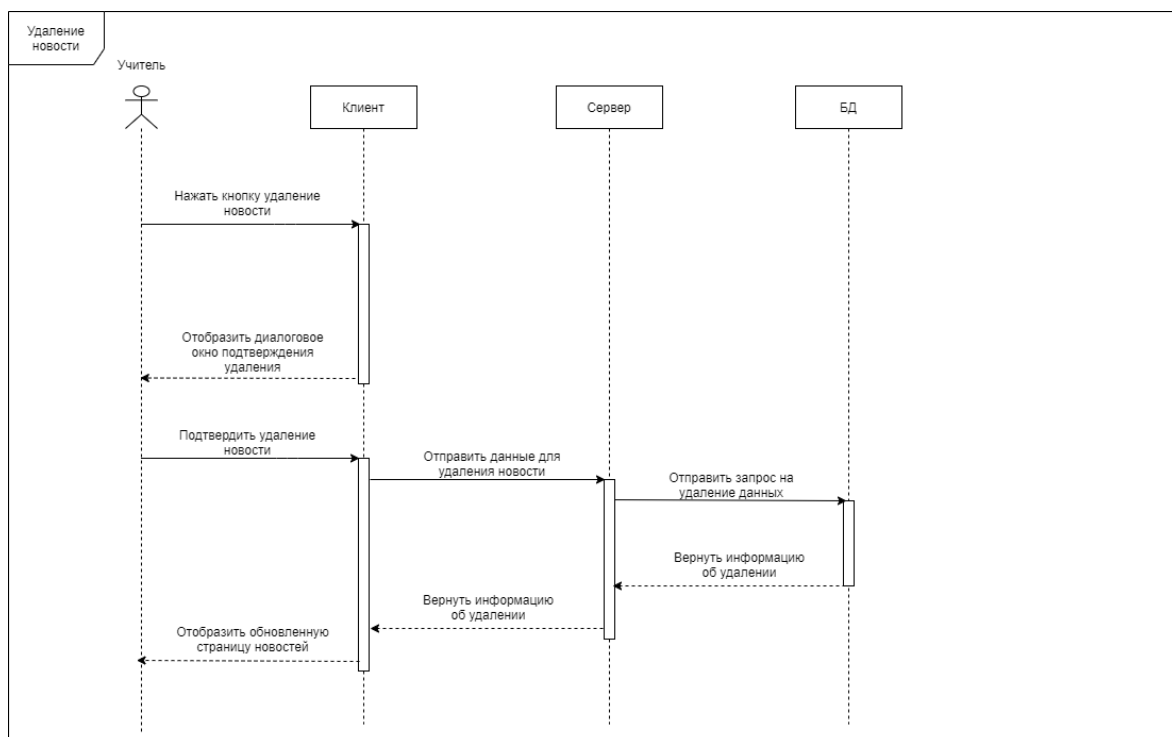 Удаление
новости
Учитель
Клиент
Сервер
БД
Нажать кнопку удаление
новости
Отобразить диалоговое
окно подтверждения
удаления
Подтвердить удаление
новости
Отправить данные для
удаления новости
Отправить запрос на
удаление данных
Вернуть информацию
об удалении
Вернуть информацию
об удалении
Отобразить обновленную
страницу новостей